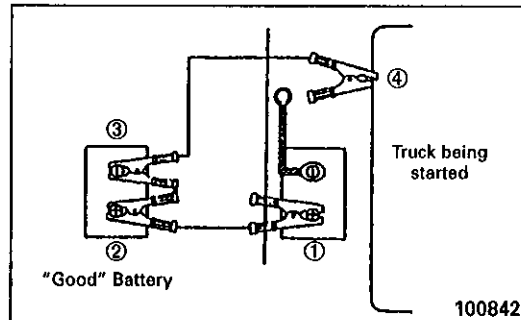 ④
③
Truck being
started
②
①
"Good" Battery
100842